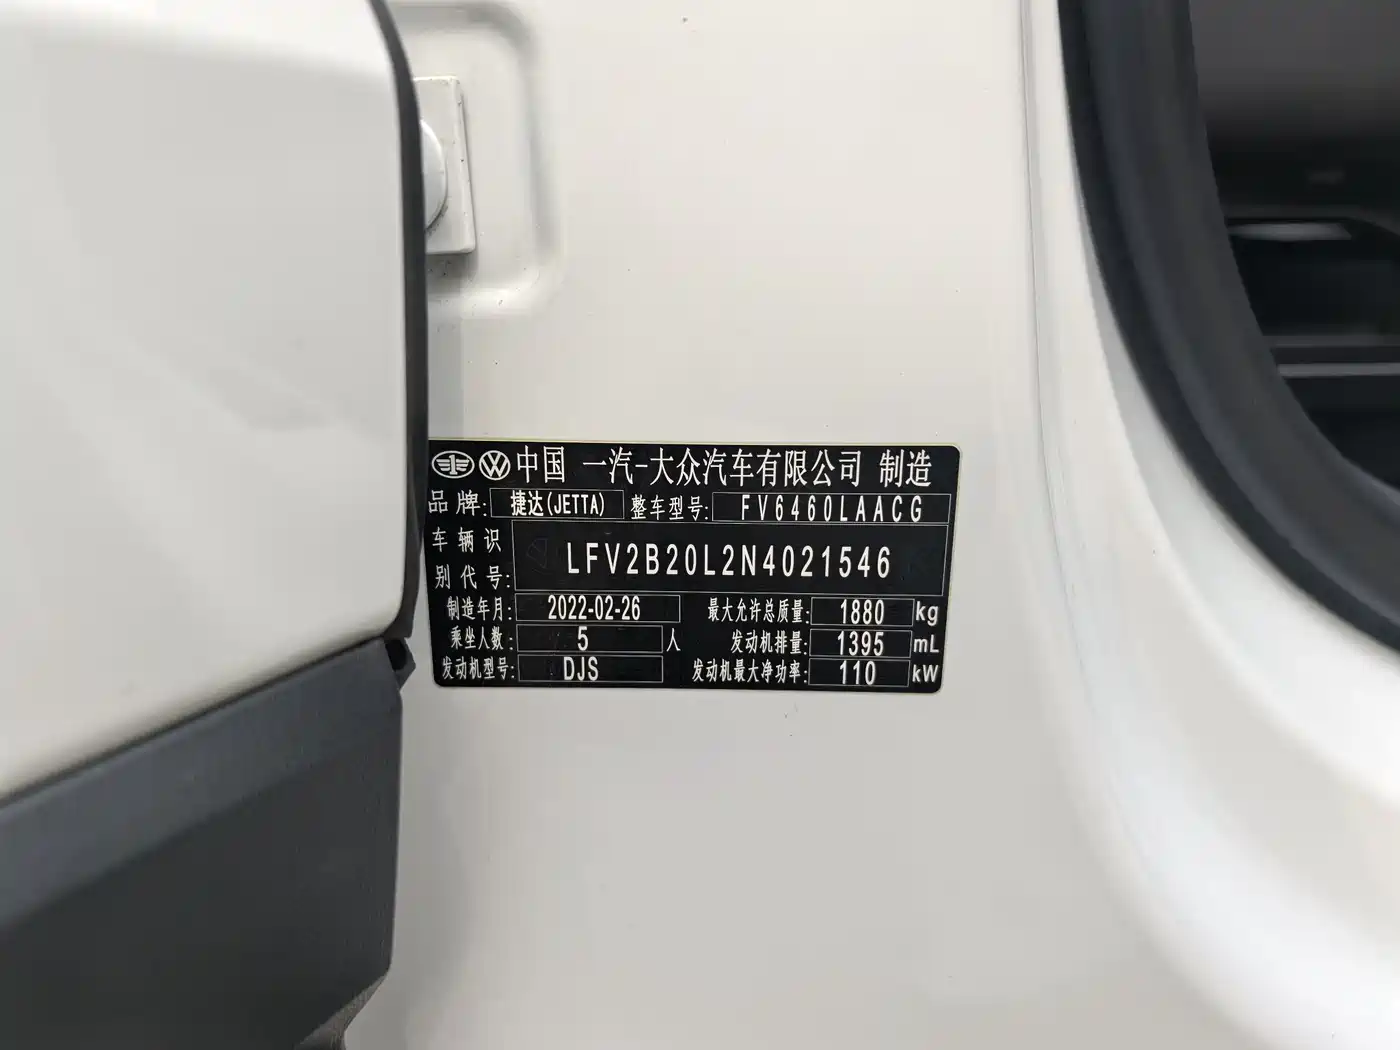 中国 一汽-大众汽车有限公司 制造
品牌: 捷达(JETTA) 整车型号: FV6460LAACG
车辆识别代号: LFV2B20L2N4021546
制造年月: 2022-02-26 最大允许总质量: 1880 kg
乘坐人数: 5 人 发动机排量: 1395 mL
发动机型号: DJS 发动机最大净功率: 110 kW